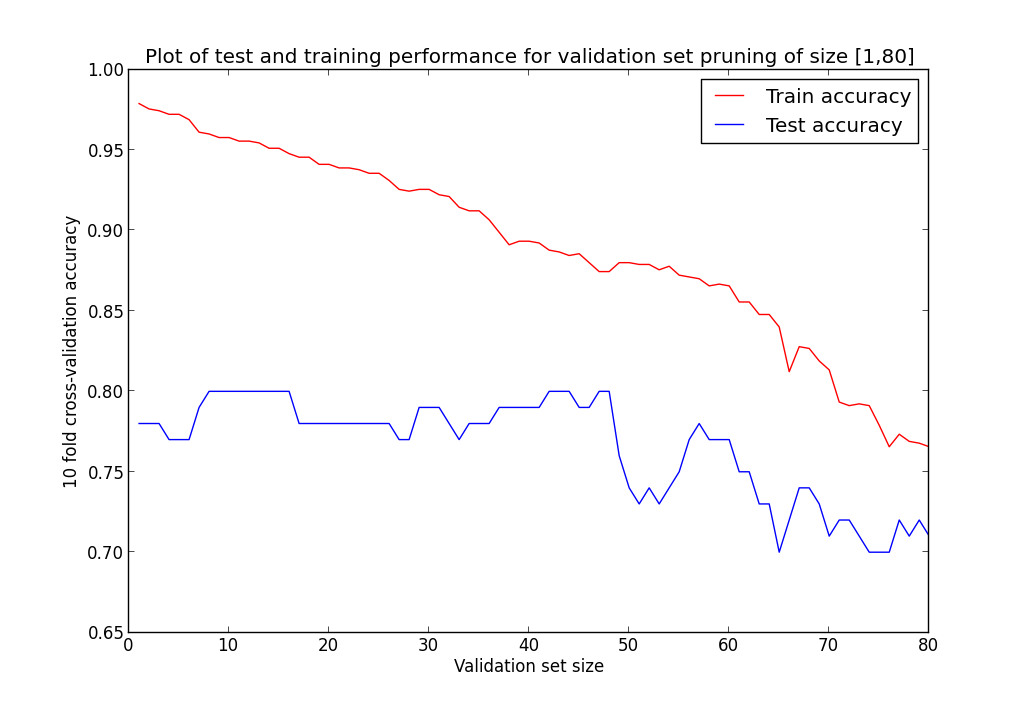 Plot of test and training performance for validation set pruning of size [1,80]
1.00
0.95
0.90
0.85
0.80
0.75
0.70
0.65
10 fold cross-validation accuracy
Train accuracy
Test accuracy
0 10 20 30 40 50 60 70 80
Validation set size